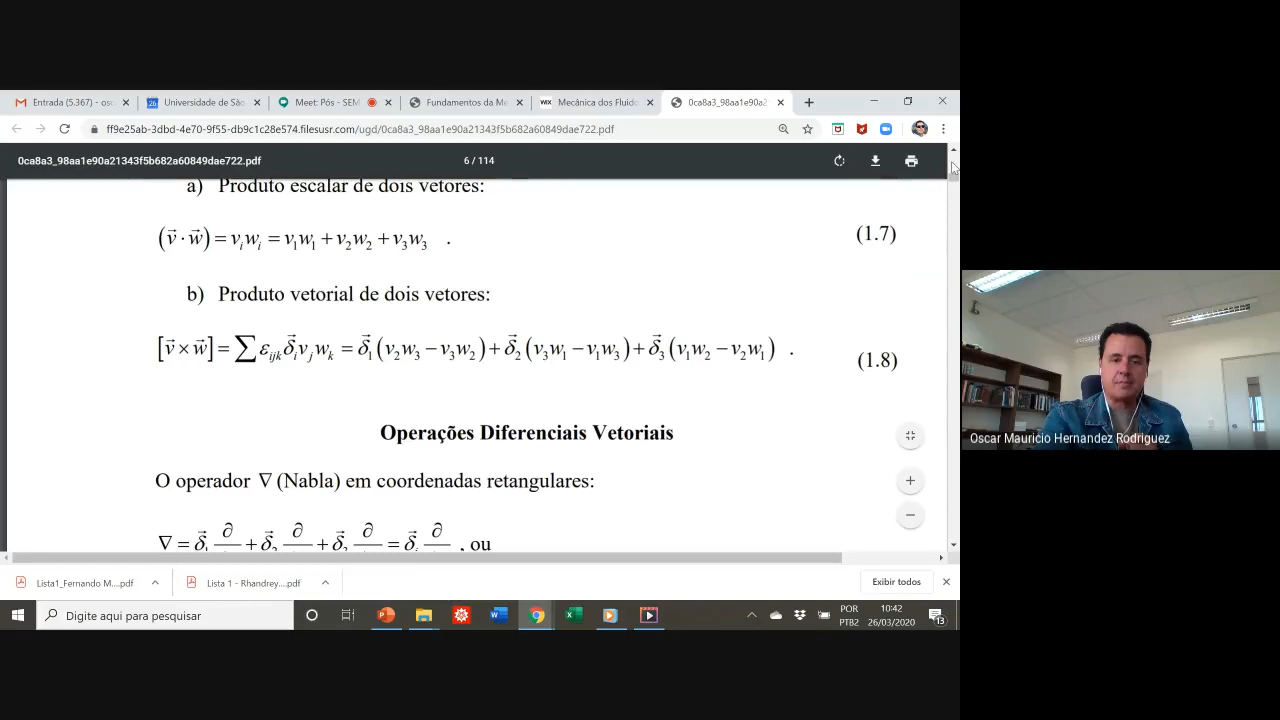 Entrada (5.367) - osc
Universidade de São
Meet: Pós - SEM
Fundamentos da Me
WIX Mecânica dos Fluido
0ca8a3_98aa1e90a2
ff9e25ab-3dbd-4e70-9f65-db9c1c28e574.filesusr.com/ugd/0ca8a3_98aa1e90a21343f5b682a60849dae722.pdf
0ca8a3_98aa1e90a21343f5b682a60849dae722.pdf 6 / 114
a) Produto escalar de dois vetores:
(v⃗ · w⃗) = vᵢwᵢ = v₁w₁ + v₂w₂ + v₃w₃ . (1.7)
b) Produto vetorial de dois vetores:
[v⃗ × w⃗] = ∑ εᵢⱼₖ δ⃗ᵢ vⱼ wₖ = δ⃗₁ (v₂w₃ − v₃w₂) + δ⃗₂ (v₃w₁ − v₁w₃) + δ⃗₃ (v₁w₂ − v₂w₁) . (1.8)
Operações Diferenciais Vetoriais
O operador ∇ (Nabla) em coordenadas retangulares:
, ou
Oscar Mauricio Hernandez Rodriguez
Lista1_Fernando M....pdf
Lista 1 - Rhandrey....pdf
Exibir todos
Digite aqui para pesquisar
POR
PTB2
10:42
26/03/2020
13